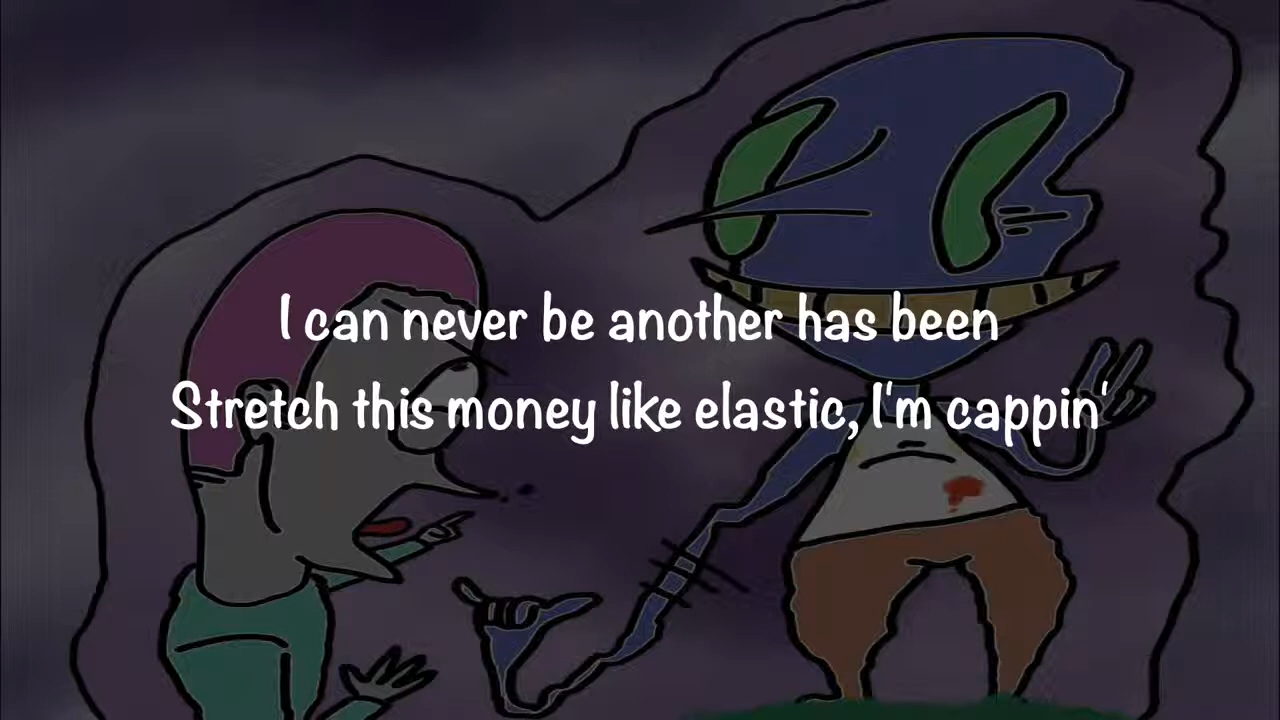 I can never be another has been
Stretch this money like elastic, I'm cappin'